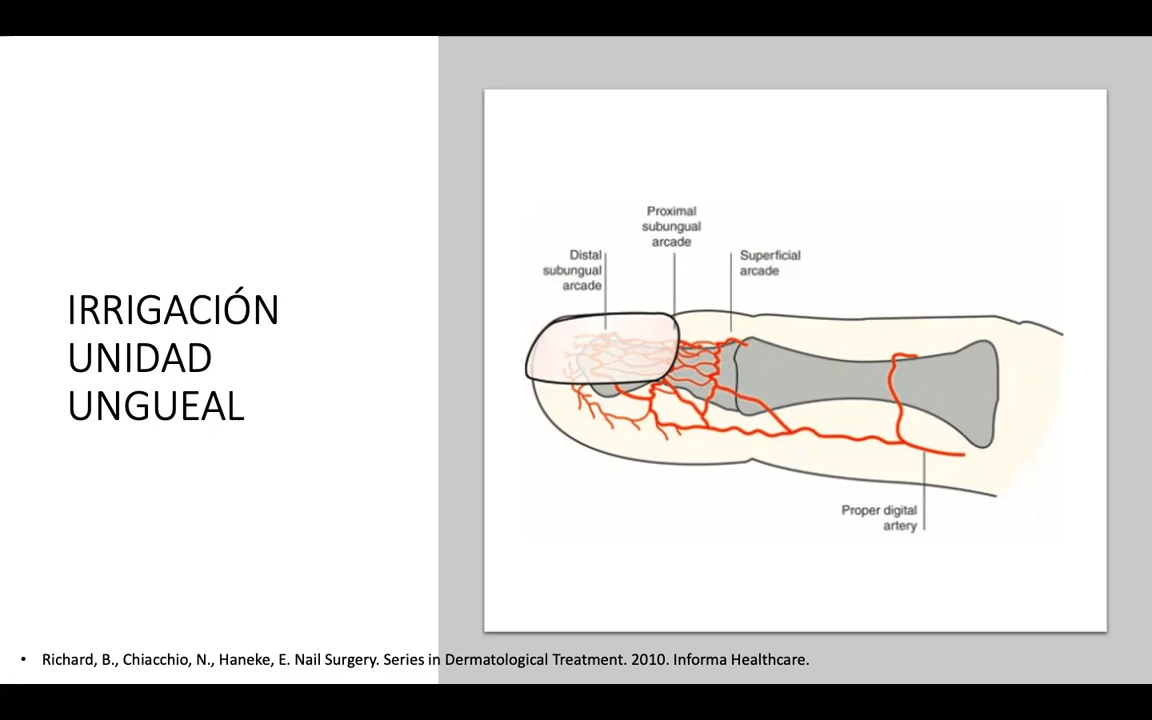 IRRIGACIÓN
UNIDAD
UNGUEAL
Proximal
subungual
arcade
Distal
subungual
arcade
Superficial
arcade
Proper digital
artery
• Richard, B., Chiacchio, N., Haneke, E. Nail Surgery. Series in Dermatological Treatment. 2010. Informa Healthcare.